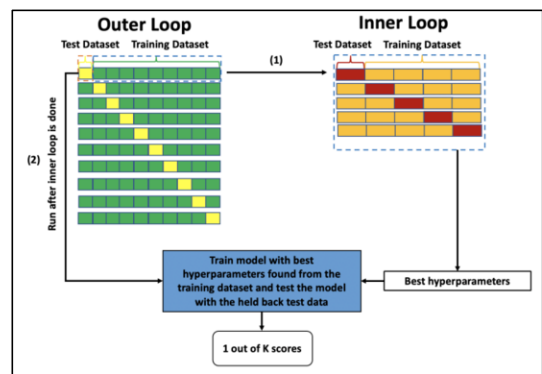 Outer Loop
Test Dataset Training Dataset
Inner Loop
Test Dataset Training Dataset
(1)
(2)
Run after inner loop is done
Train model with best
hyperparameters found from the
training dataset and test the model
with the held back test data
Best hyperparameters
1 out of K scores